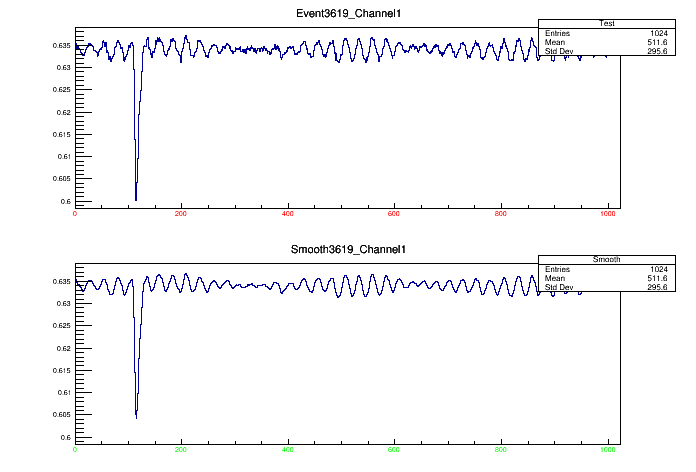 Event3619_Channel1
Test
Entries 1024
Mean 511.6
Std Dev 295.6
0.635
0.63
0.625
0.62
0.615
0.61
0.605
0.6
0 200 400 600 800 1000
Smooth3619_Channel1
Smooth
Entries 1024
Mean 511.6
Std Dev 295.6
0.635
0.63
0.625
0.62
0.615
0.61
0.605
0.6
0 200 400 600 800 1000